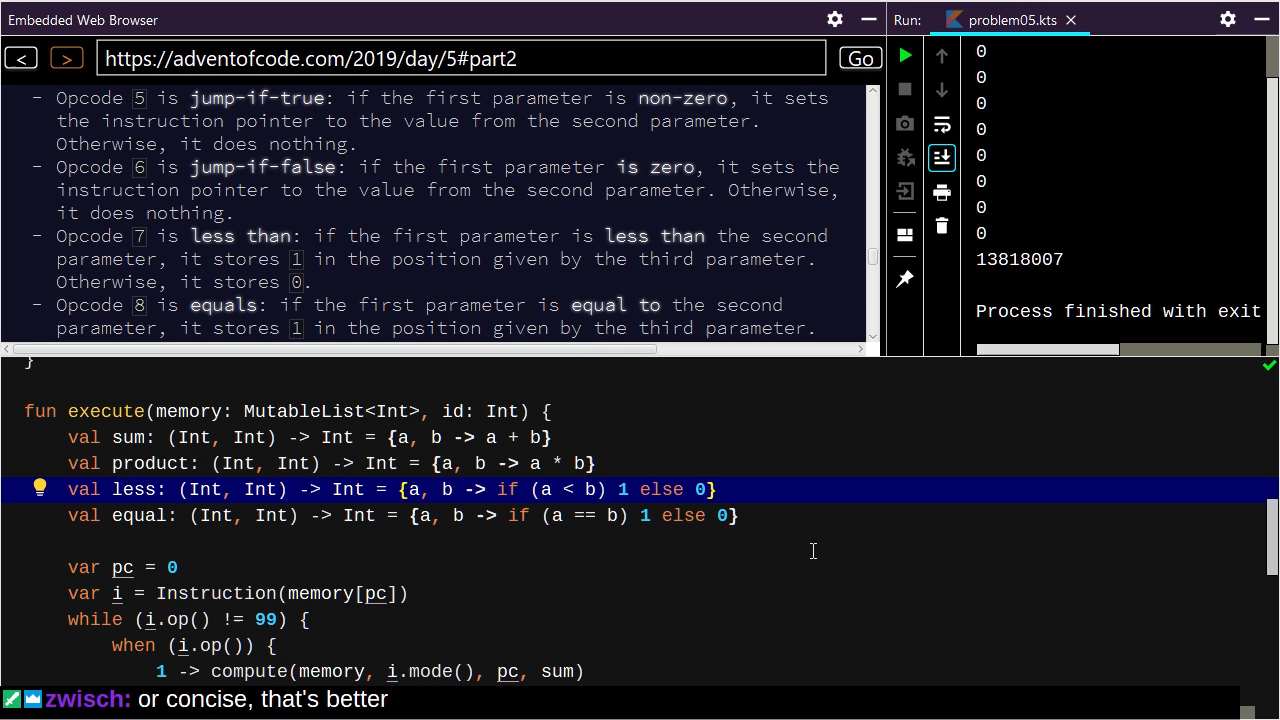 Embedded Web Browser
< > https://adventofcode.com/2019/day/5#part2 Go
- Opcode 5 is jump-if-true: if the first parameter is non-zero, it sets
the instruction pointer to the value from the second parameter.
Otherwise, it does nothing.
- Opcode 6 is jump-if-false: if the first parameter is zero, it sets the
instruction pointer to the value from the second parameter. Otherwise,
it does nothing.
- Opcode 7 is less than: if the first parameter is less than the second
parameter, it stores 1 in the position given by the third parameter.
Otherwise, it stores 0.
- Opcode 8 is equals: if the first parameter is equal to the second
parameter, it stores 1 in the position given by the third parameter.
Run: problem05.kts
0
0
0
0
0
0
0
0
13818007
Process finished with exit
}
fun execute(memory: MutableList<Int>, id: Int) {
val sum: (Int, Int) -> Int = {a, b -> a + b}
val product: (Int, Int) -> Int = {a, b -> a * b}
val less: (Int, Int) -> Int = {a, b -> if (a < b) 1 else 0}
val equal: (Int, Int) -> Int = {a, b -> if (a == b) 1 else 0}
var pc = 0
var i = Instruction(memory[pc])
while (i.op() != 99) {
when (i.op()) {
1 -> compute(memory, i.mode(), pc, sum)
zwisch: or concise, that's better